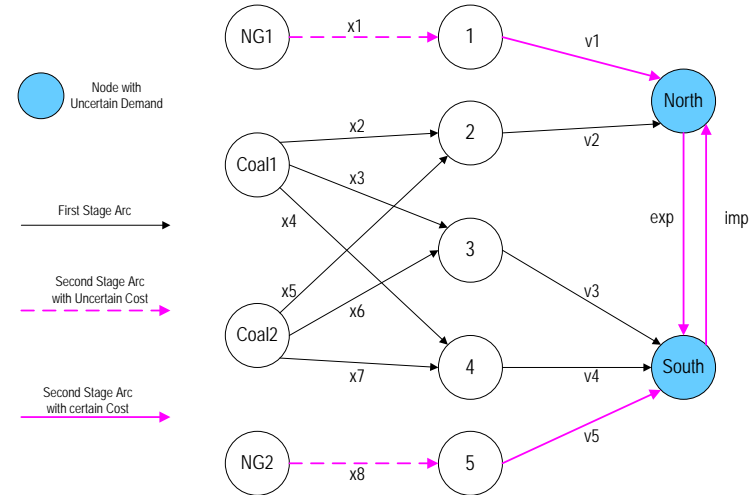 NG1
x1
1
v1
Node with
Uncertain Demand
North
Coal1
x2
2
v2
x3
x4
First Stage Arc
exp
imp
3
Second Stage Arc
with Uncertain Cost
x5
x6
v3
Coal2
x7
4
v4
South
Second Stage Arc
with certain Cost
v5
NG2
x8
5